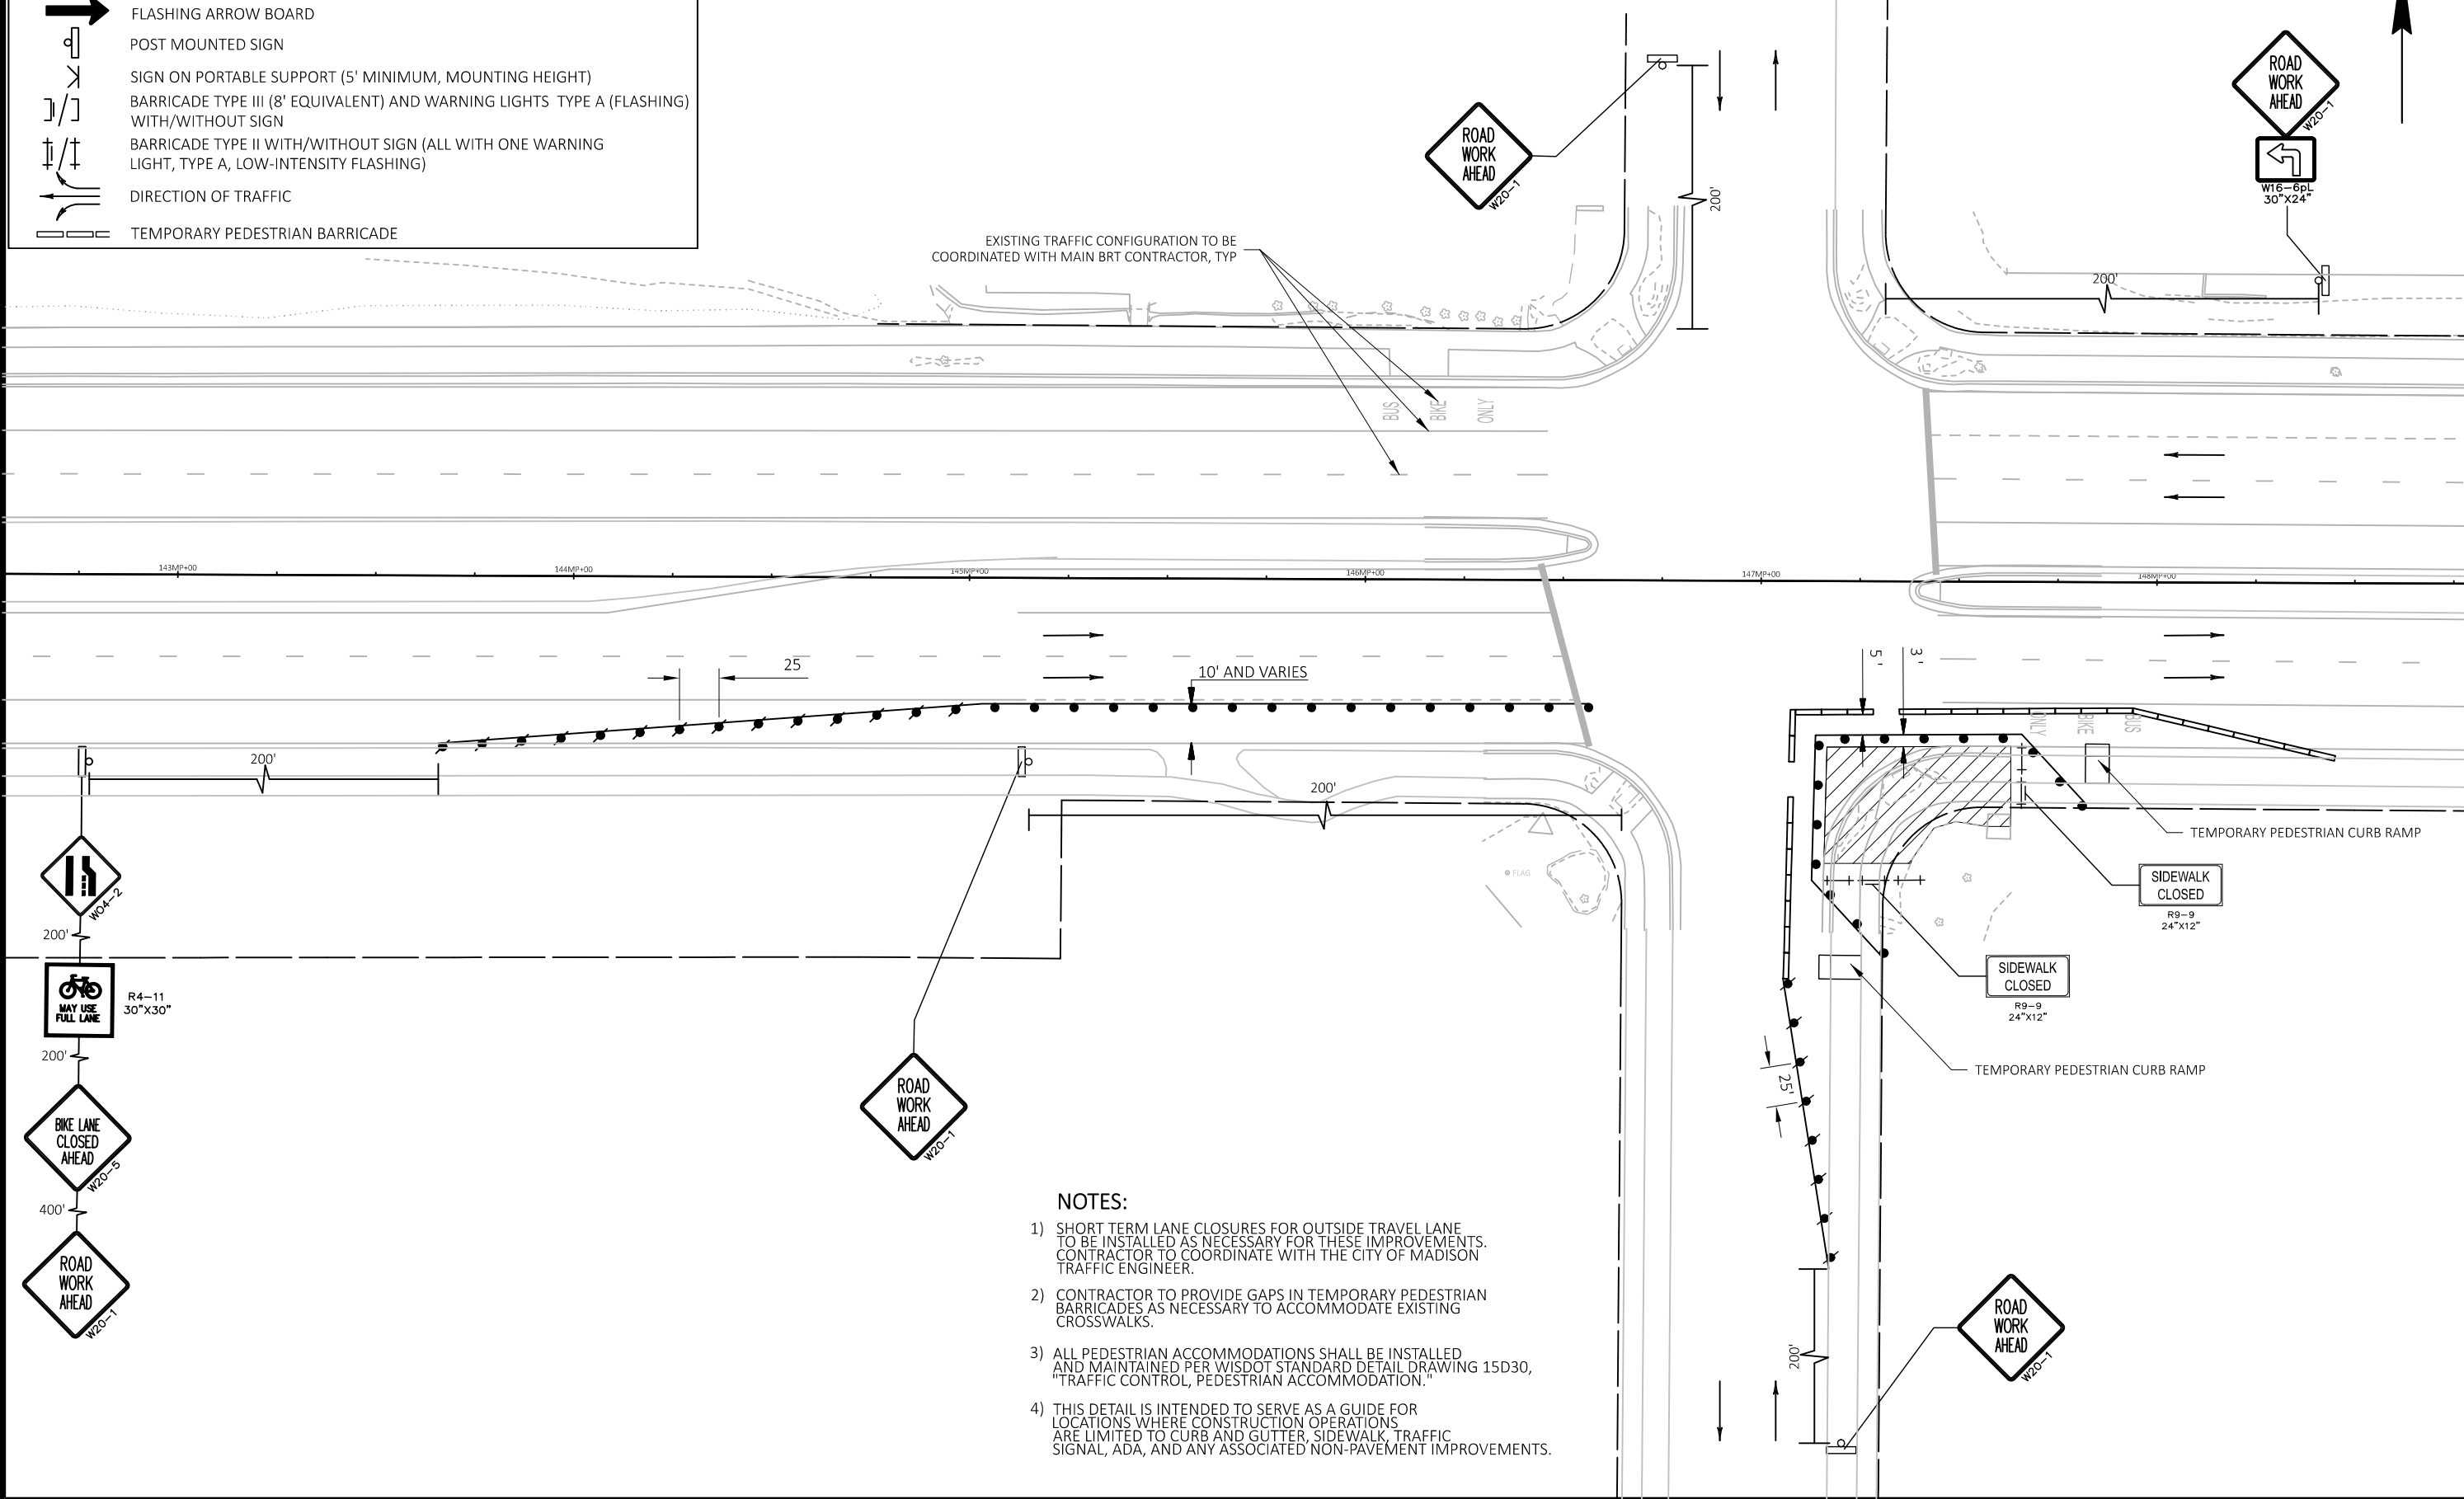 FLASHING ARROW BOARD
POST MOUNTED SIGN
SIGN ON PORTABLE SUPPORT (5' MINIMUM, MOUNTING HEIGHT)
BARRICADE TYPE III (8' EQUIVALENT) AND WARNING LIGHTS TYPE A (FLASHING)
WITH/WITHOUT SIGN
BARRICADE TYPE II WITH/WITHOUT SIGN (ALL WITH ONE WARNING
LIGHT, TYPE A, LOW-INTENSITY FLASHING)
DIRECTION OF TRAFFIC
TEMPORARY PEDESTRIAN BARRICADE
ROAD
WORK
AHEAD
W20-1
200'
ROAD
WORK
AHEAD
W20-1
W16-6pL
30"X24"
200'
EXISTING TRAFFIC CONFIGURATION TO BE
COORDINATED WITH MAIN BRT CONTRACTOR, TYP
BUS
BIKE
ONLY
143MP+00
144MP+00
145MP+00
146MP+00
147MP+00
148MP+00
25
10' AND VARIES
5'
3'
ONLY
BIKE
BUS
200'
200'
FLAG
TEMPORARY PEDESTRIAN CURB RAMP
SIDEWALK
CLOSED
R9-9
24"X12"
SIDEWALK
CLOSED
R9-9
24"X12"
TEMPORARY PEDESTRIAN CURB RAMP
25'
W04-2
200'
MAY USE
FULL LANE
R4-11
30"X30"
200'
BIKE LANE
CLOSED
AHEAD
W20-5
400'
ROAD
WORK
AHEAD
W20-1
ROAD
WORK
AHEAD
W20-1
200'
ROAD
WORK
AHEAD
W20-1
NOTES:
1) SHORT TERM LANE CLOSURES FOR OUTSIDE TRAVEL LANE
TO BE INSTALLED AS NECESSARY FOR THESE IMPROVEMENTS.
CONTRACTOR TO COORDINATE WITH THE CITY OF MADISON
TRAFFIC ENGINEER.
2) CONTRACTOR TO PROVIDE GAPS IN TEMPORARY PEDESTRIAN
BARRICADES AS NECESSARY TO ACCOMMODATE EXISTING
CROSSWALKS.
3) ALL PEDESTRIAN ACCOMMODATIONS SHALL BE INSTALLED
AND MAINTAINED PER WISDOT STANDARD DETAIL DRAWING 15D30,
"TRAFFIC CONTROL, PEDESTRIAN ACCOMMODATION."
4) THIS DETAIL IS INTENDED TO SERVE AS A GUIDE FOR
LOCATIONS WHERE CONSTRUCTION OPERATIONS
ARE LIMITED TO CURB AND GUTTER, SIDEWALK, TRAFFIC
SIGNAL, ADA, AND ANY ASSOCIATED NON-PAVEMENT IMPROVEMENTS.